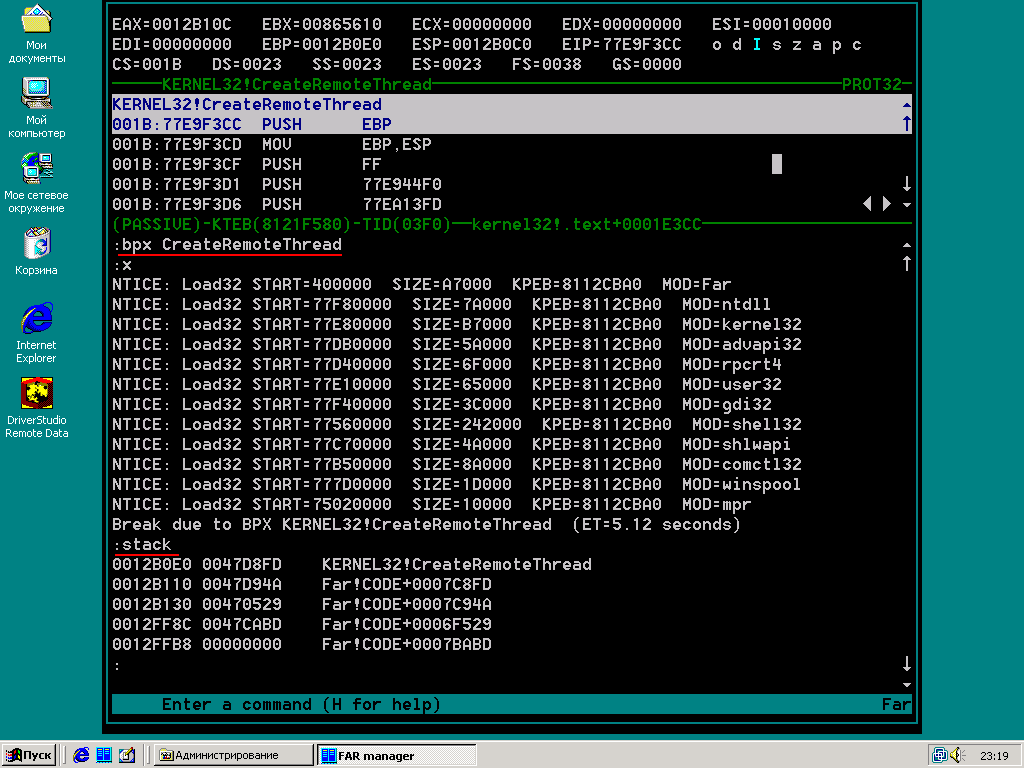 Мои документы
Мой компьютер
Мое сетевое окружение
Корзина
Internet Explorer
DriverStudio Remote Data
EAX=0012B10C EBX=00865610 ECX=00000000 EDX=00000000 ESI=00010000
EDI=00000000 EBP=0012B0E0 ESP=0012B0C0 EIP=77E9F3CC o d I s z a p c
CS=001B DS=0023 SS=0023 ES=0023 FS=0038 GS=0000
KERNEL32!CreateRemoteThread PROT32
KERNEL32!CreateRemoteThread
001B:77E9F3CC PUSH EBP
001B:77E9F3CD MOV EBP,ESP
001B:77E9F3CF PUSH FF
001B:77E9F3D1 PUSH 77E944F0
001B:77E9F3D6 PUSH 77EA13FD
(PASSIVE)-KTEB(8121F580)-TID(03F0)—kernel32!.text+0001E3CC
:bpx CreateRemoteThread
:x
NTICE: Load32 START=400000 SIZE=A7000 KPEB=8112CBA0 MOD=Far
NTICE: Load32 START=77F80000 SIZE=7A000 KPEB=8112CBA0 MOD=ntdll
NTICE: Load32 START=77E80000 SIZE=B7000 KPEB=8112CBA0 MOD=kernel32
NTICE: Load32 START=77DB0000 SIZE=5A000 KPEB=8112CBA0 MOD=advapi32
NTICE: Load32 START=77D40000 SIZE=6F000 KPEB=8112CBA0 MOD=rpcrt4
NTICE: Load32 START=77E10000 SIZE=65000 KPEB=8112CBA0 MOD=user32
NTICE: Load32 START=77F40000 SIZE=3C000 KPEB=8112CBA0 MOD=gdi32
NTICE: Load32 START=77560000 SIZE=242000 KPEB=8112CBA0 MOD=shell32
NTICE: Load32 START=77C70000 SIZE=4A000 KPEB=8112CBA0 MOD=shlwapi
NTICE: Load32 START=77B50000 SIZE=8A000 KPEB=8112CBA0 MOD=comctl32
NTICE: Load32 START=777D0000 SIZE=1D000 KPEB=8112CBA0 MOD=winspool
NTICE: Load32 START=75020000 SIZE=10000 KPEB=8112CBA0 MOD=mpr
Break due to BPX KERNEL32!CreateRemoteThread (ET=5.12 seconds)
:stack
0012B0E0 0047D8FD KERNEL32!CreateRemoteThread
0012B110 0047D94A Far!CODE+0007C8FD
0012B130 00470529 Far!CODE+0007C94A
0012FF8C 0047CABD Far!CODE+0006F529
0012FFB8 00000000 Far!CODE+0007BABD
:
Enter a command (H for help) Far
Пуск Администрирование FAR manager 23:19